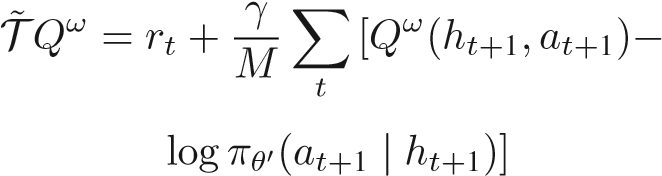 𝒯̃Q^ω = r_t + γ/M ∑_t [Q^ω(h_{t+1}, a_{t+1})−
log π_{θ′}(a_{t+1} | h_{t+1})]